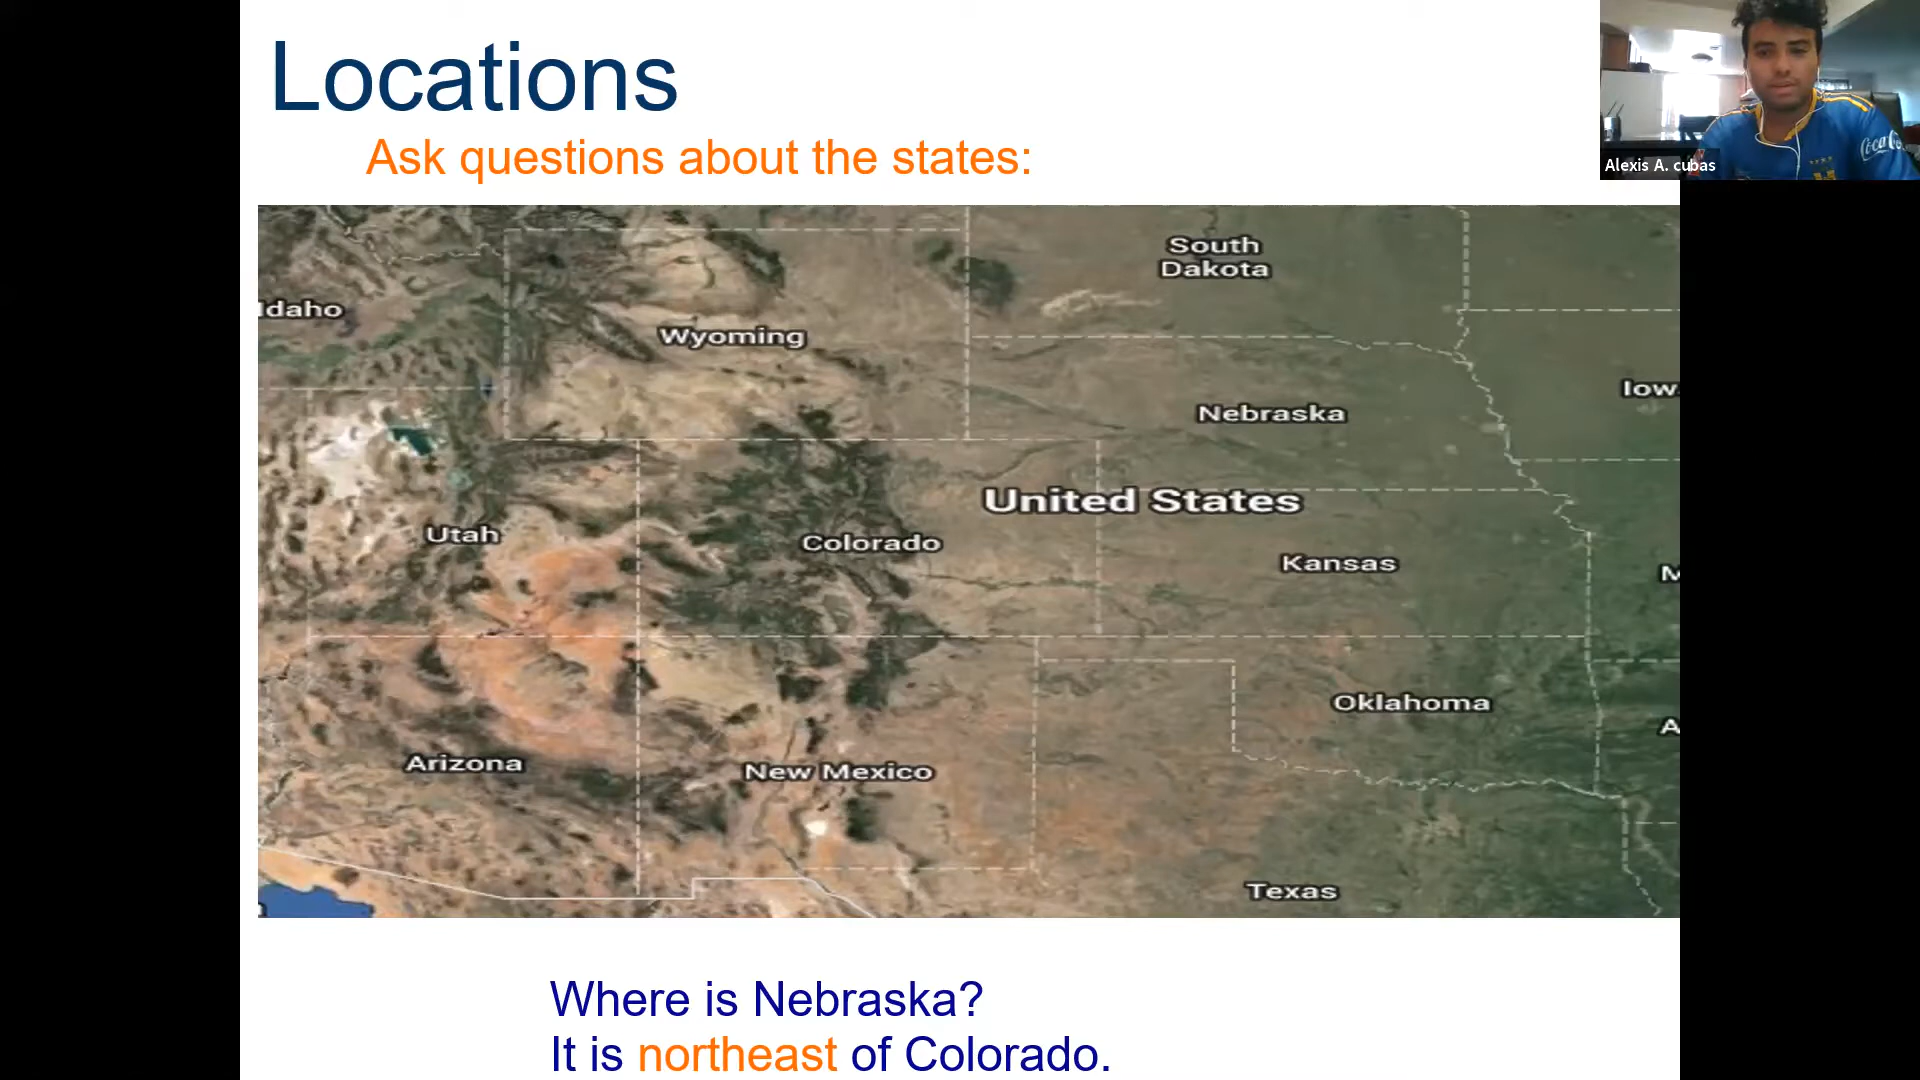 Locations
Ask questions about the states:
Alexis A. cubas
South
Dakota
Idaho
Wyoming
Iow
Nebraska
United States
Utah
Colorado
Kansas
M
Oklahoma
A
Arizona
New Mexico
Texas
Where is Nebraska?
It is northeast of Colorado.